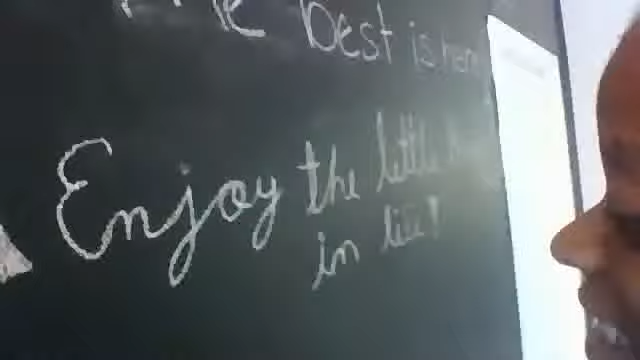 The best is here
Enjoy the little things
in life!